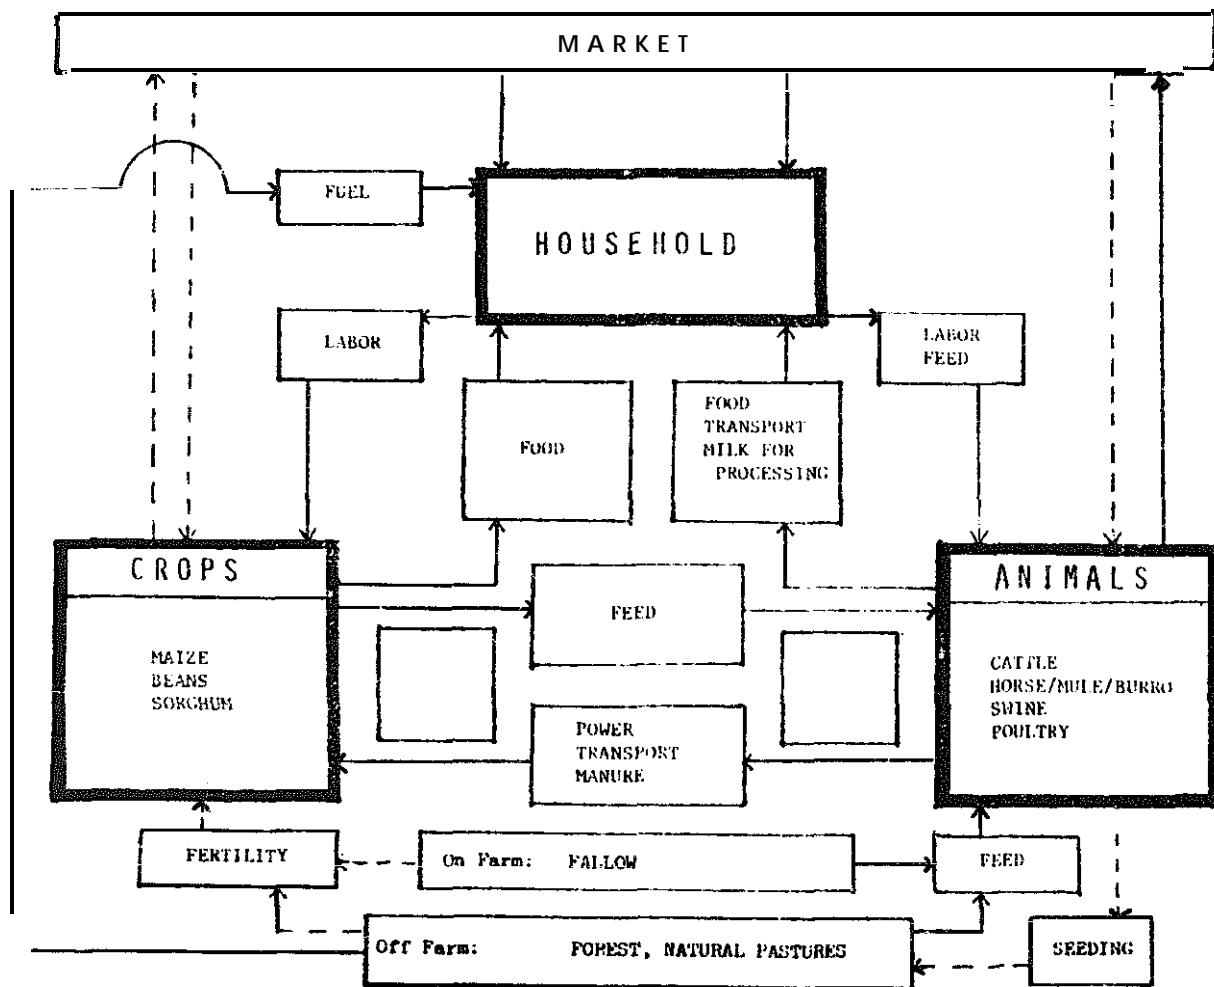 MARKET
FUEL
HOUSEHOLD
LABOR
LABOR
FEED
FOOD
FOOD
TRANSPORT
MILK FOR
PROCESSING
CROPS
ANIMALS
FEED
MAIZE
BEANS
SORGHUM
CATTLE
HORSE/MULE/BURRO
SWINE
POULTRY
POWER
TRANSPORT
MANURE
FERTILITY
On Farm: FALLOW
FEED
Off Farm: FOREST, NATURAL PASTURES
SEEDING